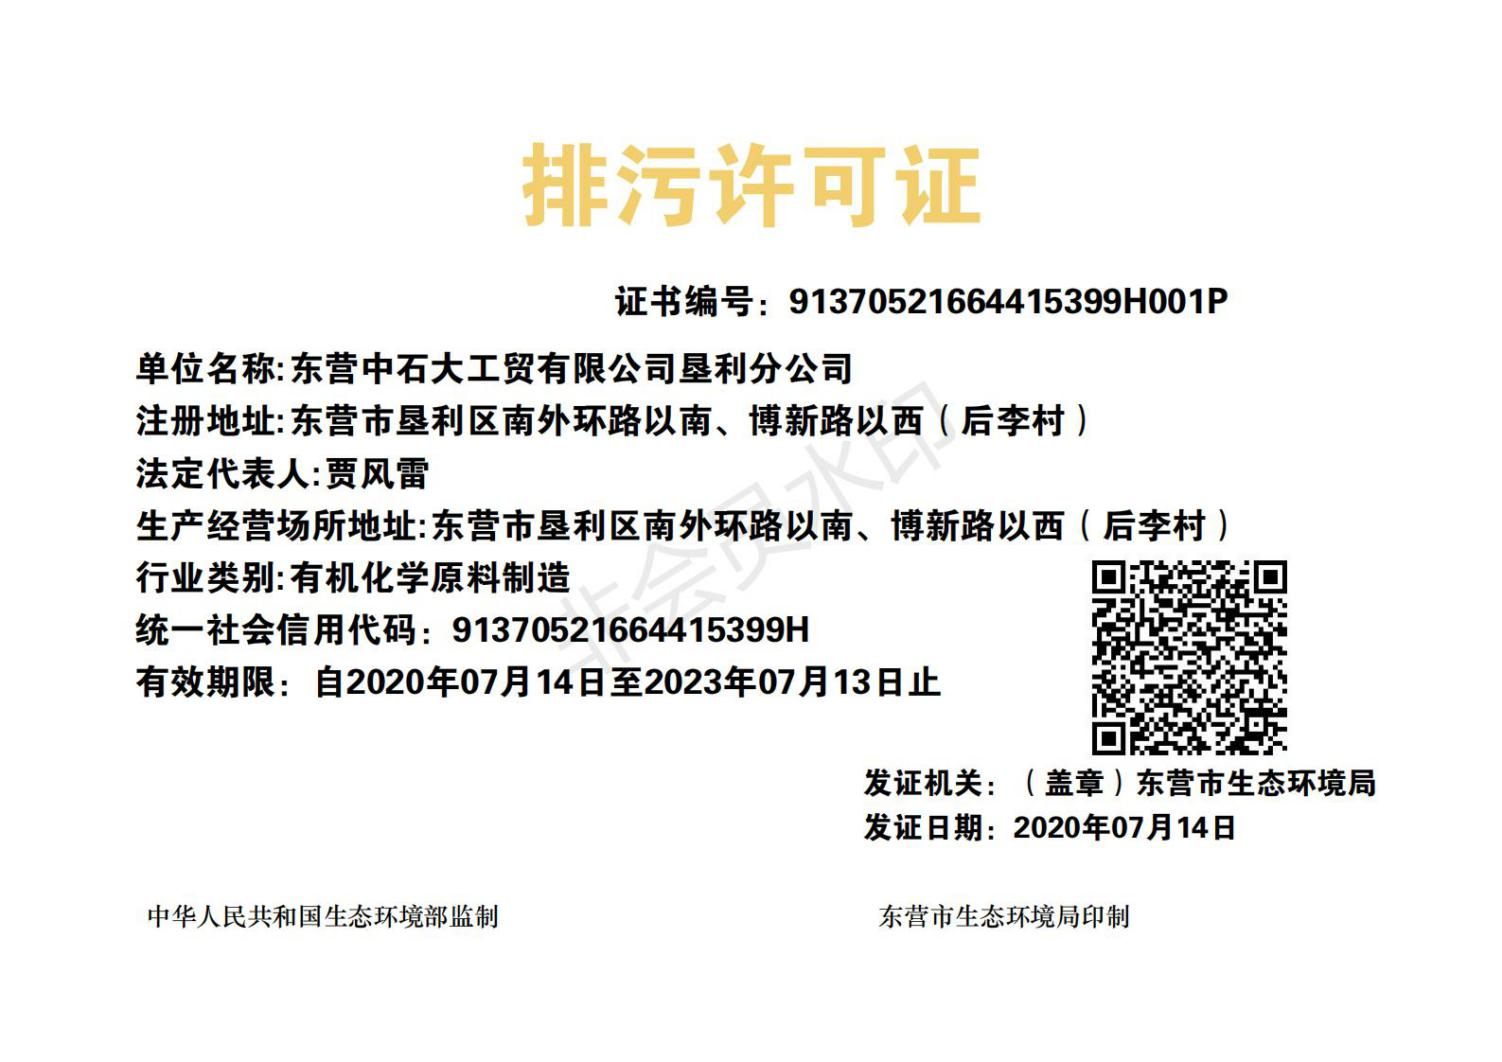 排污许可证
证书编号：91370521664415399H001P
单位名称:东营中石大工贸有限公司垦利分公司
注册地址:东营市垦利区南外环路以南、博新路以西（后李村）
法定代表人:贾风雷
生产经营场所地址:东营市垦利区南外环路以南、博新路以西（后李村）
行业类别:有机化学原料制造
统一社会信用代码：91370521664415399H
有效期限：自2020年07月14日至2023年07月13日止
非会员水印
发证机关：（盖章）东营市生态环境局
发证日期：2020年07月14日
中华人民共和国生态环境部监制
东营市生态环境局印制